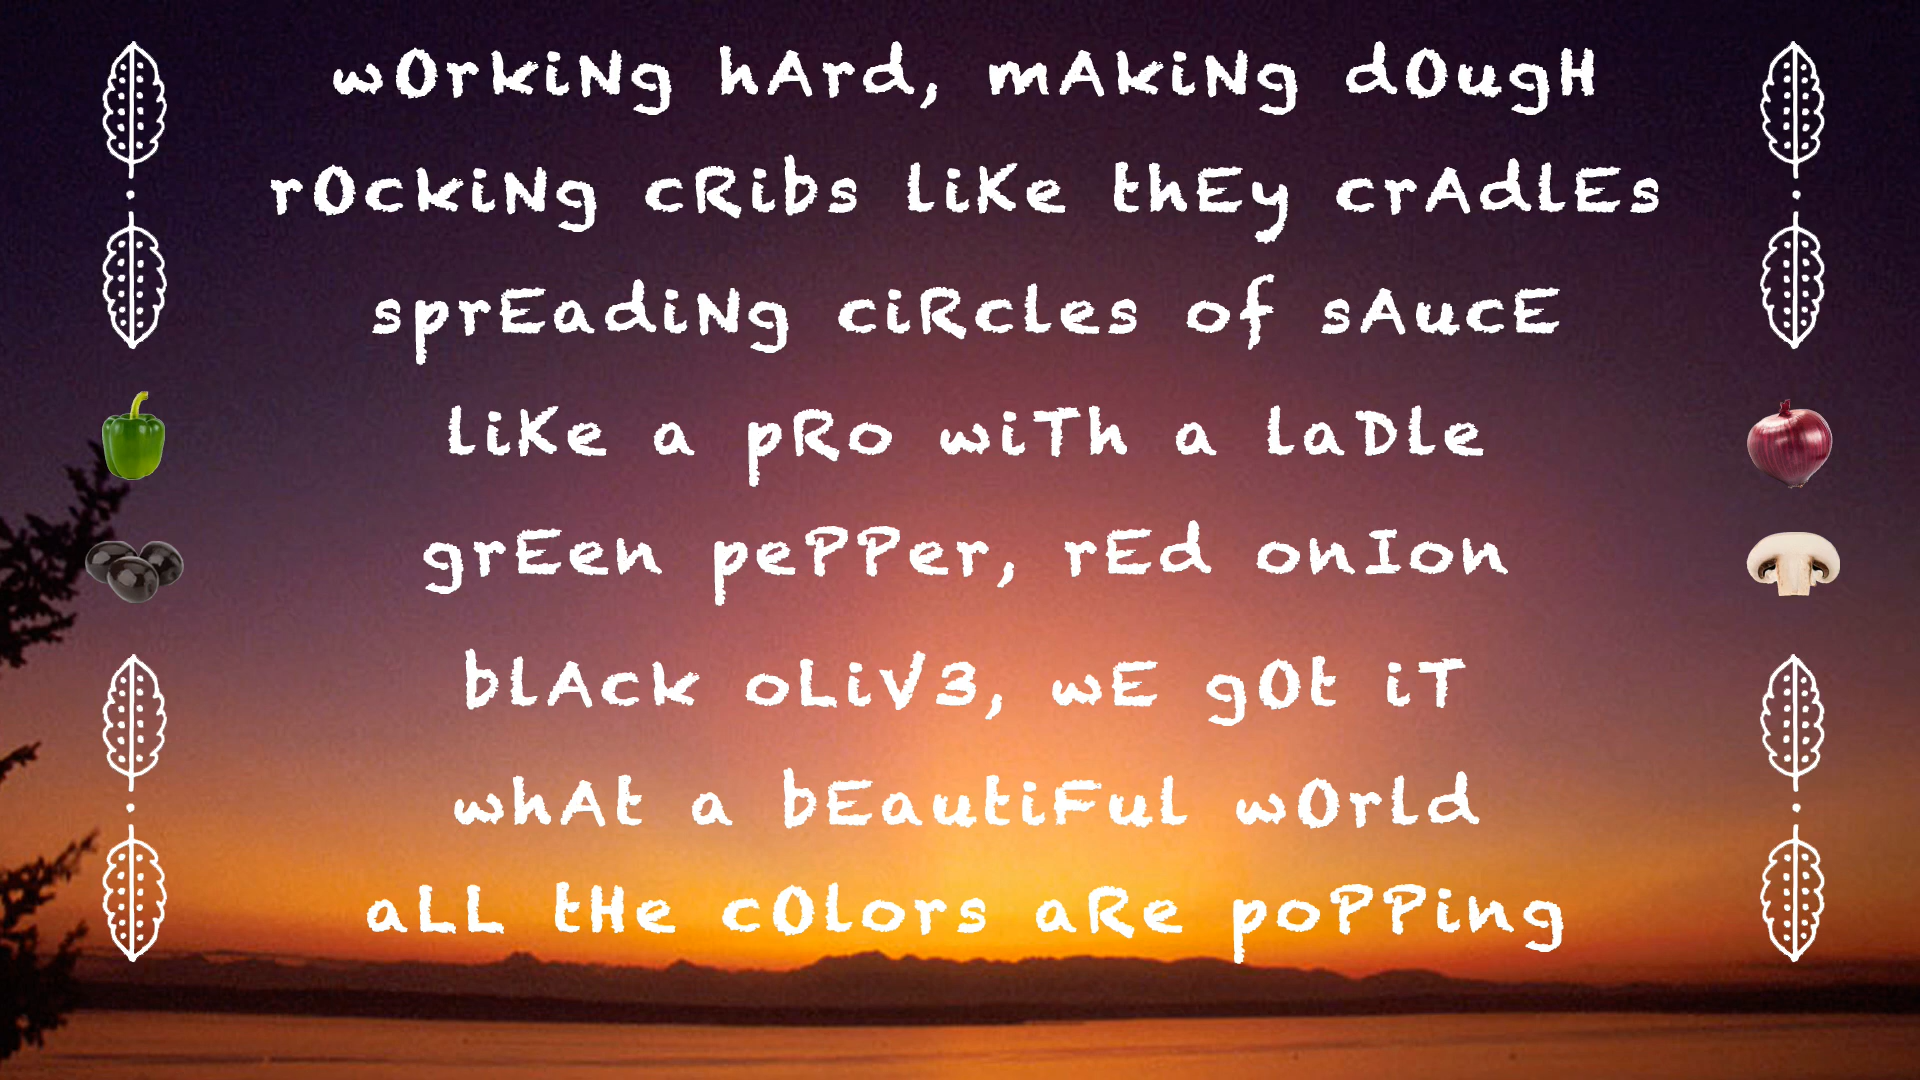 wOrkiNg hArd, mAkiNg dOugH
rOckiNg cRibs liKe thEy crAdlEs
sprEadiNg ciRcles of sAucE
liKe a pRo wiTh a laDle
grEen pePPer, rEd onIon
blAck oLiV3, wE gOt iT
whAt a bEautiFul wOrld
aLL tHe cOlors aRe poPPing